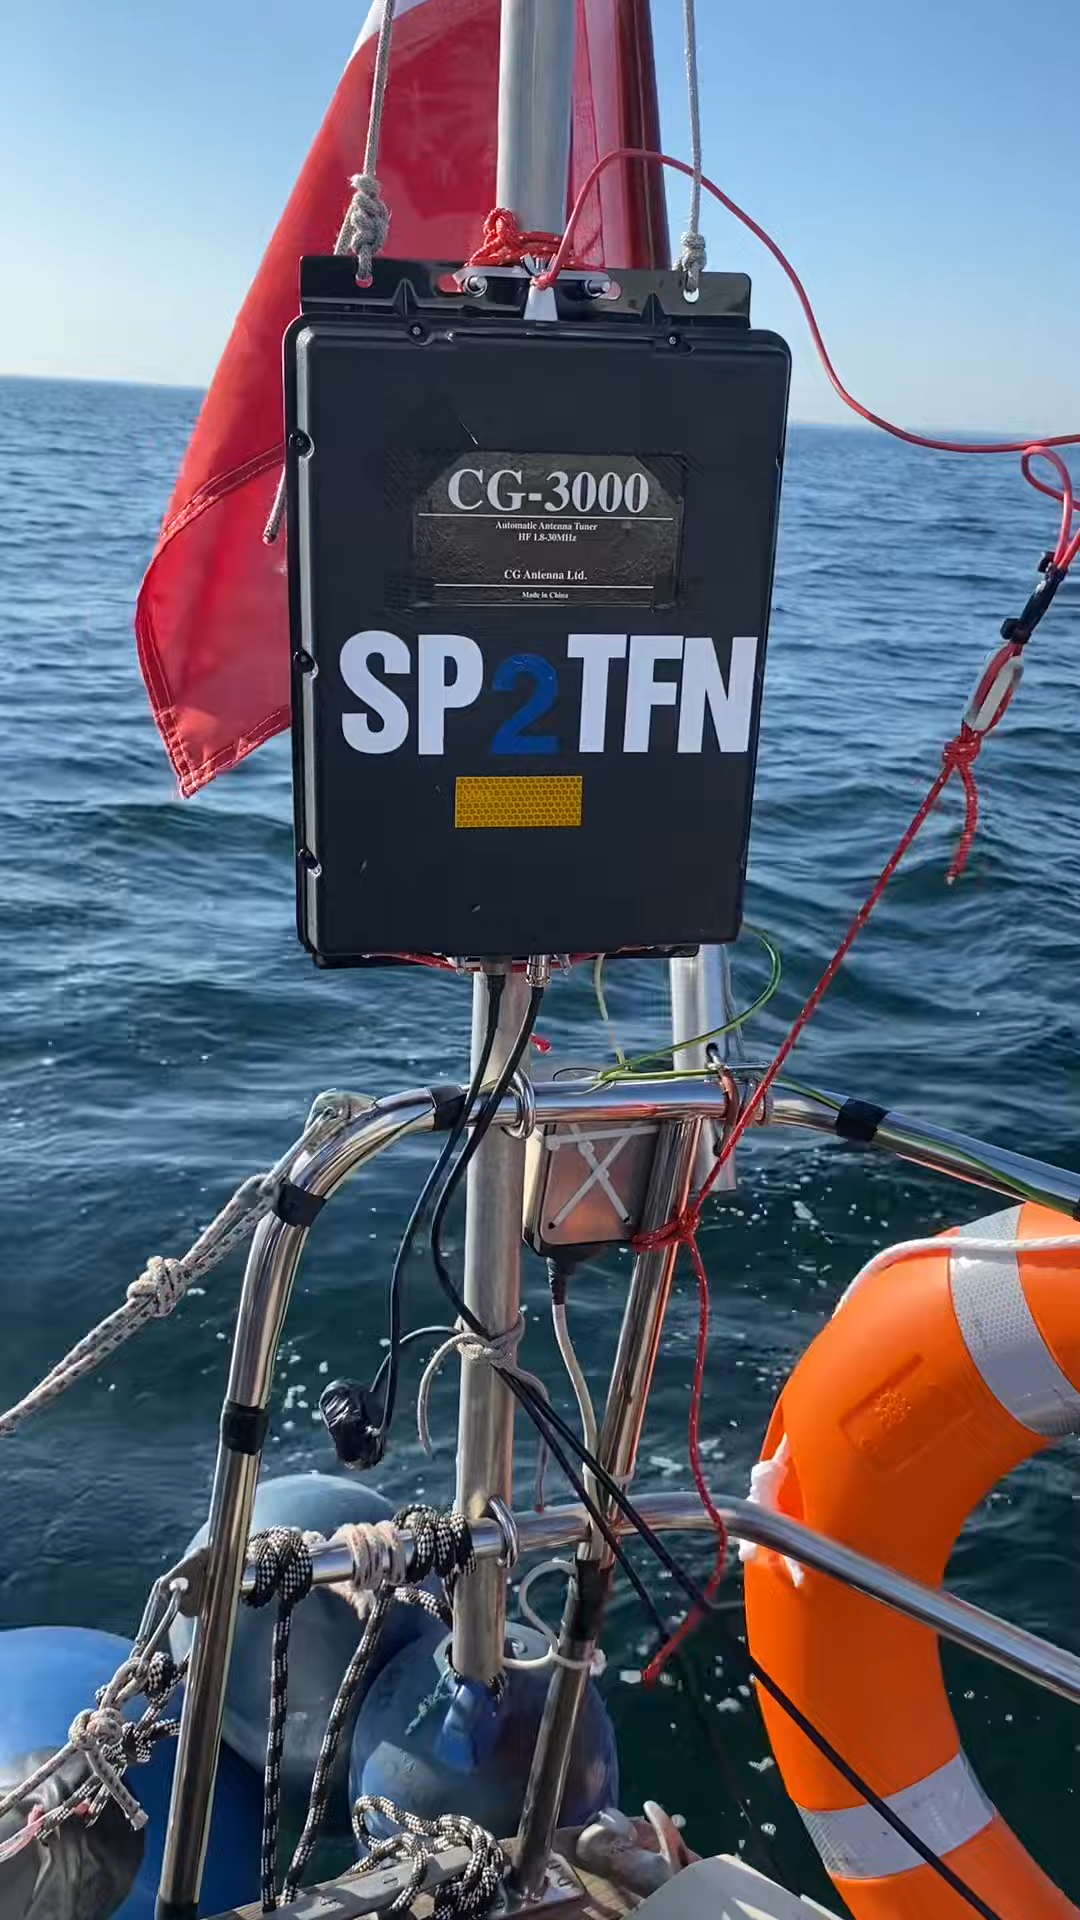 CG-3000
Automatic Antenna Tuner
HF 1.8-30MHz
CG Antenna Ltd.
Made in China
SP2TFN